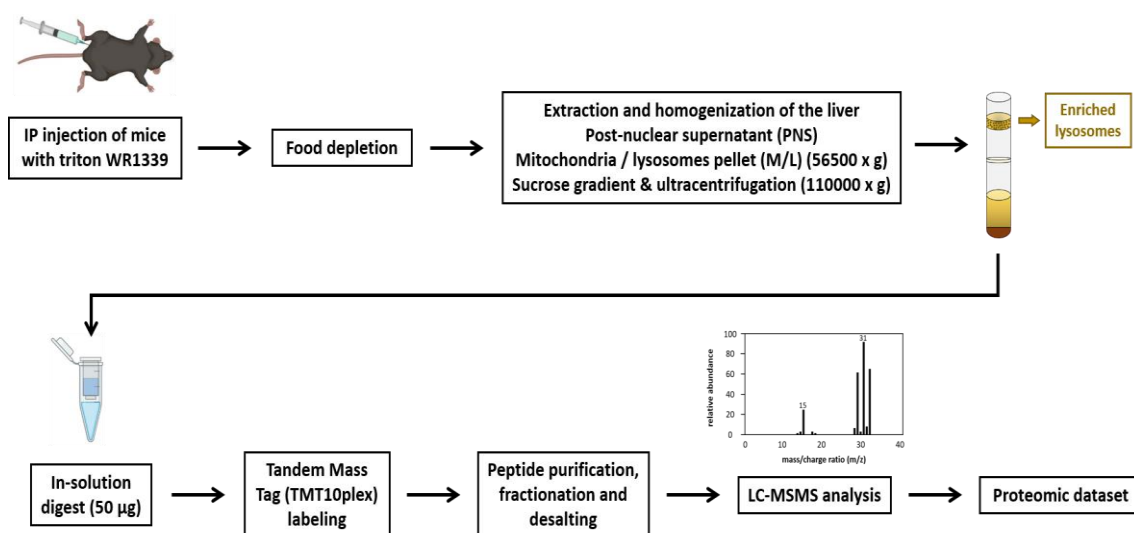 IP injection of mice
with triton WR1339
Food depletion
Extraction and homogenization of the liver
Post-nuclear supernatant (PNS)
Mitochondria / lysosomes pellet (M/L) (56500 x g)
Sucrose gradient & ultracentrifugation (110000 x g)
Enriched
lysosomes
In-solution
digest (50 µg)
Tandem Mass
Tag (TMT10plex)
labeling
Peptide purification,
fractionation and
desalting
relative abundance
100
80
60
40
20
0
15
31
0
10
20
30
40
mass/charge ratio (m/z)
LC-MSMS analysis
Proteomic dataset